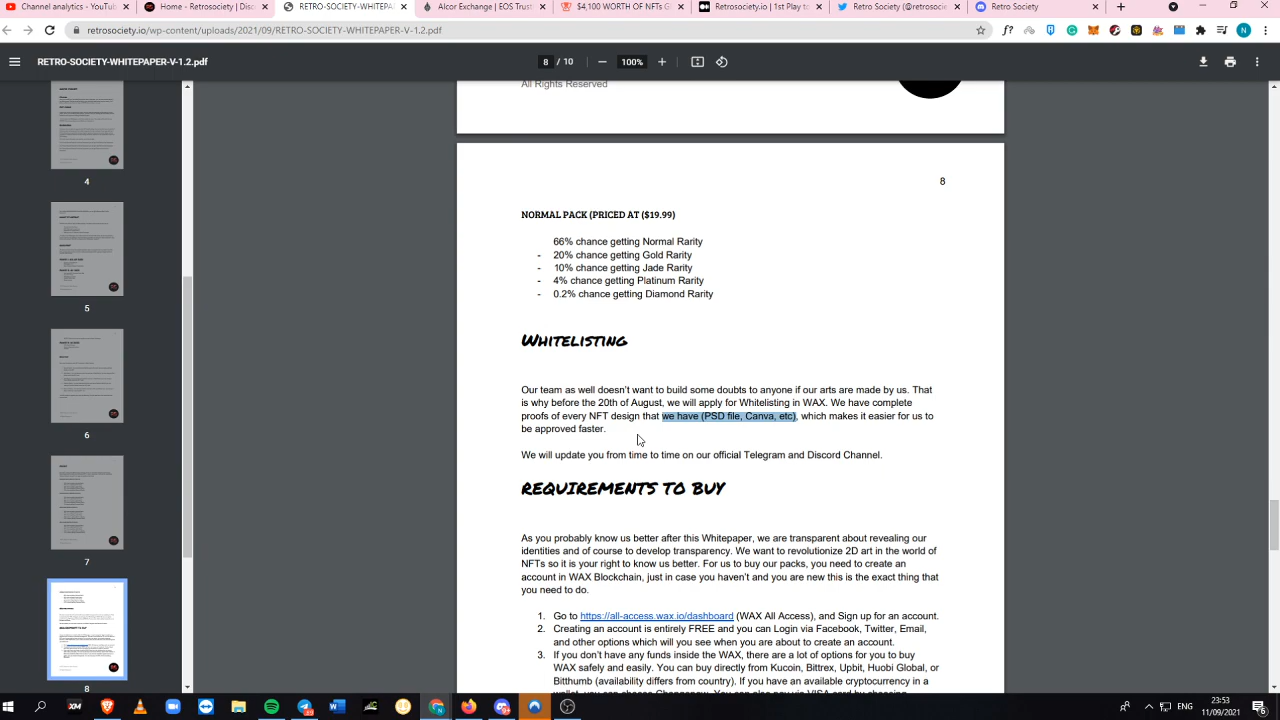 YouTube Channel Custom
Home - Retrosociety | Disc
RETRO-SOCIETY-WHITEPAP
Alcor Exchange | EOS Trust
$4,100 WORTH OF NFTs G
Retrosociety.io | 1st Play to
Twitter Society (@retrosocie
Retro Society
retrosociety.io/wp-content/uploads/2021/09/RETRO-SOCIETY-WHITEPAPER-V-1.2.pdf
RETRO-SOCIETY-WHITEPAPER-V-1.2.pdf
8 / 10
100%
4
5
6
7
8
All Rights Reserved
8
NORMAL PACK (PRICED AT ($19.99)
66% chance getting Normal Rarity
- 20% chance getting Gold Rarity
- 10% chance getting Jade Rarity
- 4% chance getting Platinum Rarity
- 0.2% chance getting Diamond Rarity
WHITELISTING
Our team as well doesn't want to build some doubts to anyone if our arts are made by us. That
is why before the 20th of August, we will apply for Whitelisting in WAX. We have complete
proofs of every NFT design that we have (PSD file, Canva, etc), which makes it easier for us to
be approved faster.
We will update you from time to time on our official Telegram and Discord Channel.
REQUIREMENTS TO BUY
As you probably know us better after this Whitepaper, we are transparent about revealing our
identities and of course to develop transparency. We want to revolutionize 2D art in the world of
NFTs so it is your right to know us better. For us to buy our packs, you need to create an
account in WAX Blockchain, just in case you haven't and you are new this is the exact thing that
you need to do.
1. Go to https://all-access.wax.io/dashboard (WAX All Access), and Sign up for an account.
2. Creating an account is entirely FREE and you can Login via Facebook, Twitter, Email,
and other options which will you see when you are about to create an account.
3. If you don't have any funds inside the WAX, there are a lot of options for you to buy
WAX safely and easily. You can buy directly from Kucoin, Bittrex, Upbit, Huobi Global, or
Bitthumb (availability differs from country). If you have an available cryptocurrency in a
ENG
23:53
11/09/2021